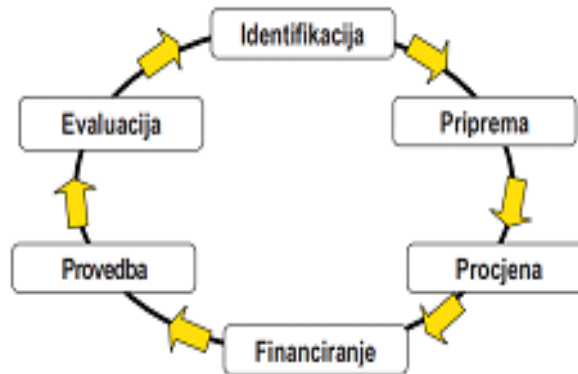 Identifikacija
Priprema
Procjena
Financiranje
Provedba
Evaluacija